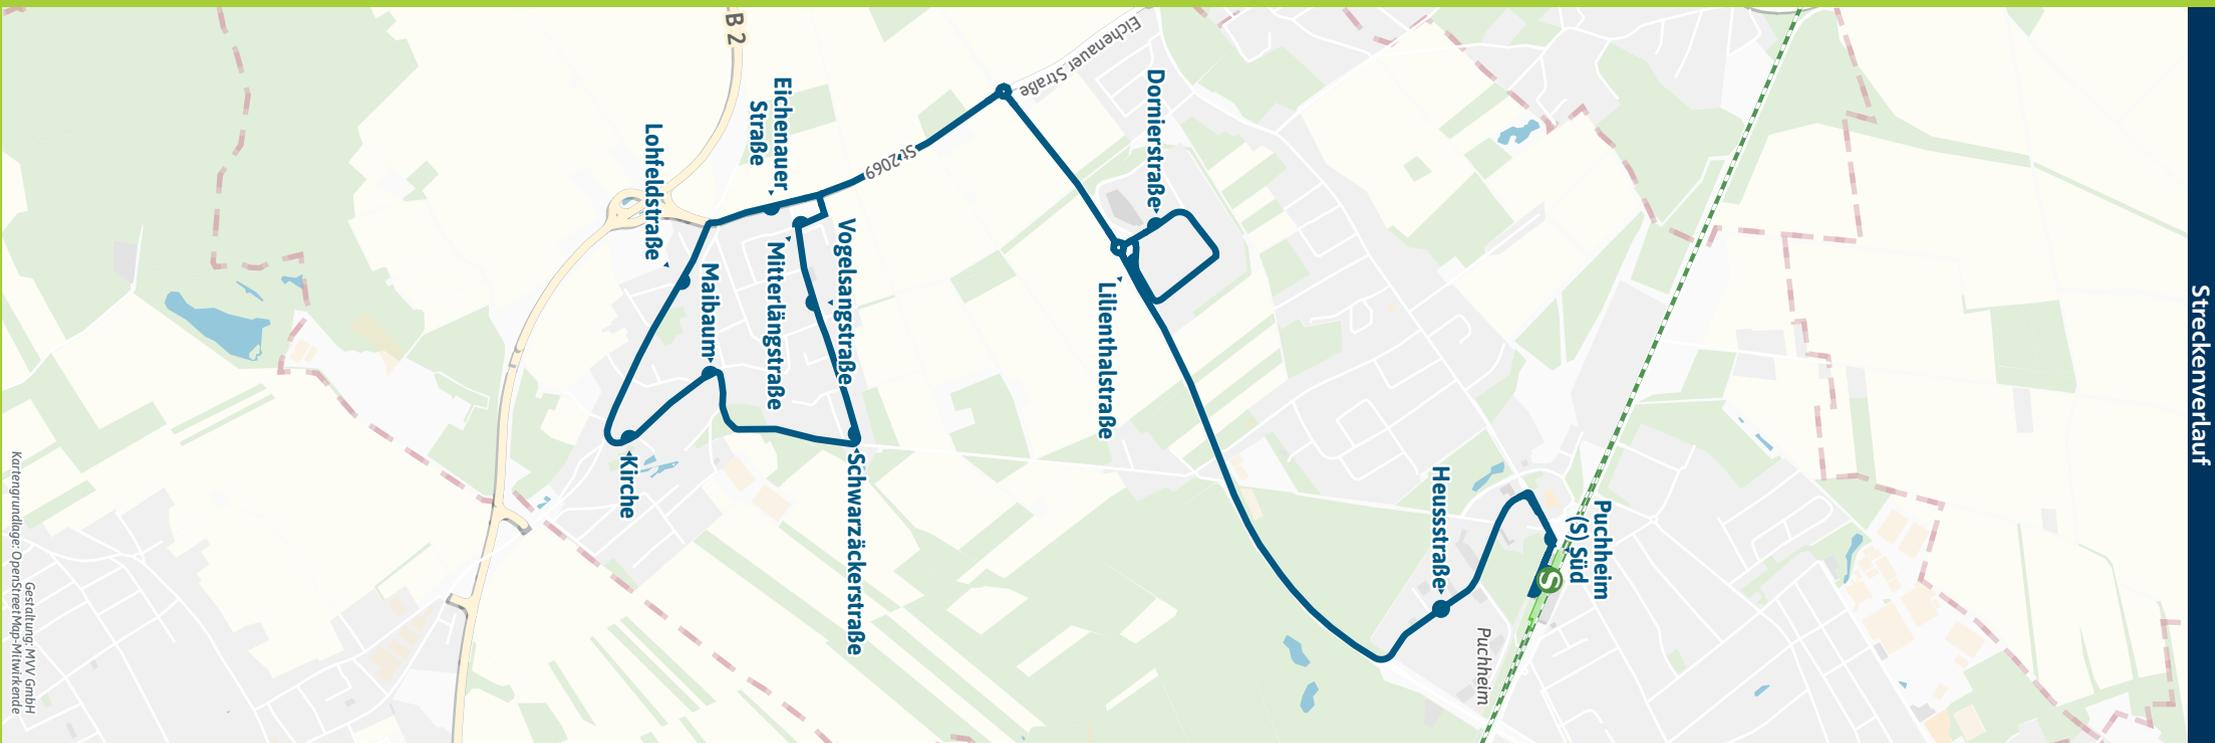 Streckenverlauf
Puchheim
(S) Süd
S
Puchheim
Heussstraße
Dornierstraße
Lilienthalstraße
Eichenauer Straße
St 2069
Schwarzäckerstraße
Vogelsangstraße
Mitterlängstraße
Eichenauer
Straße
B 2
Maibaum
Lohfeldstraße
Kirche
Gestaltung: MVV GmbH
Kartengrundlage: OpenStreetMap-Mitwirkende